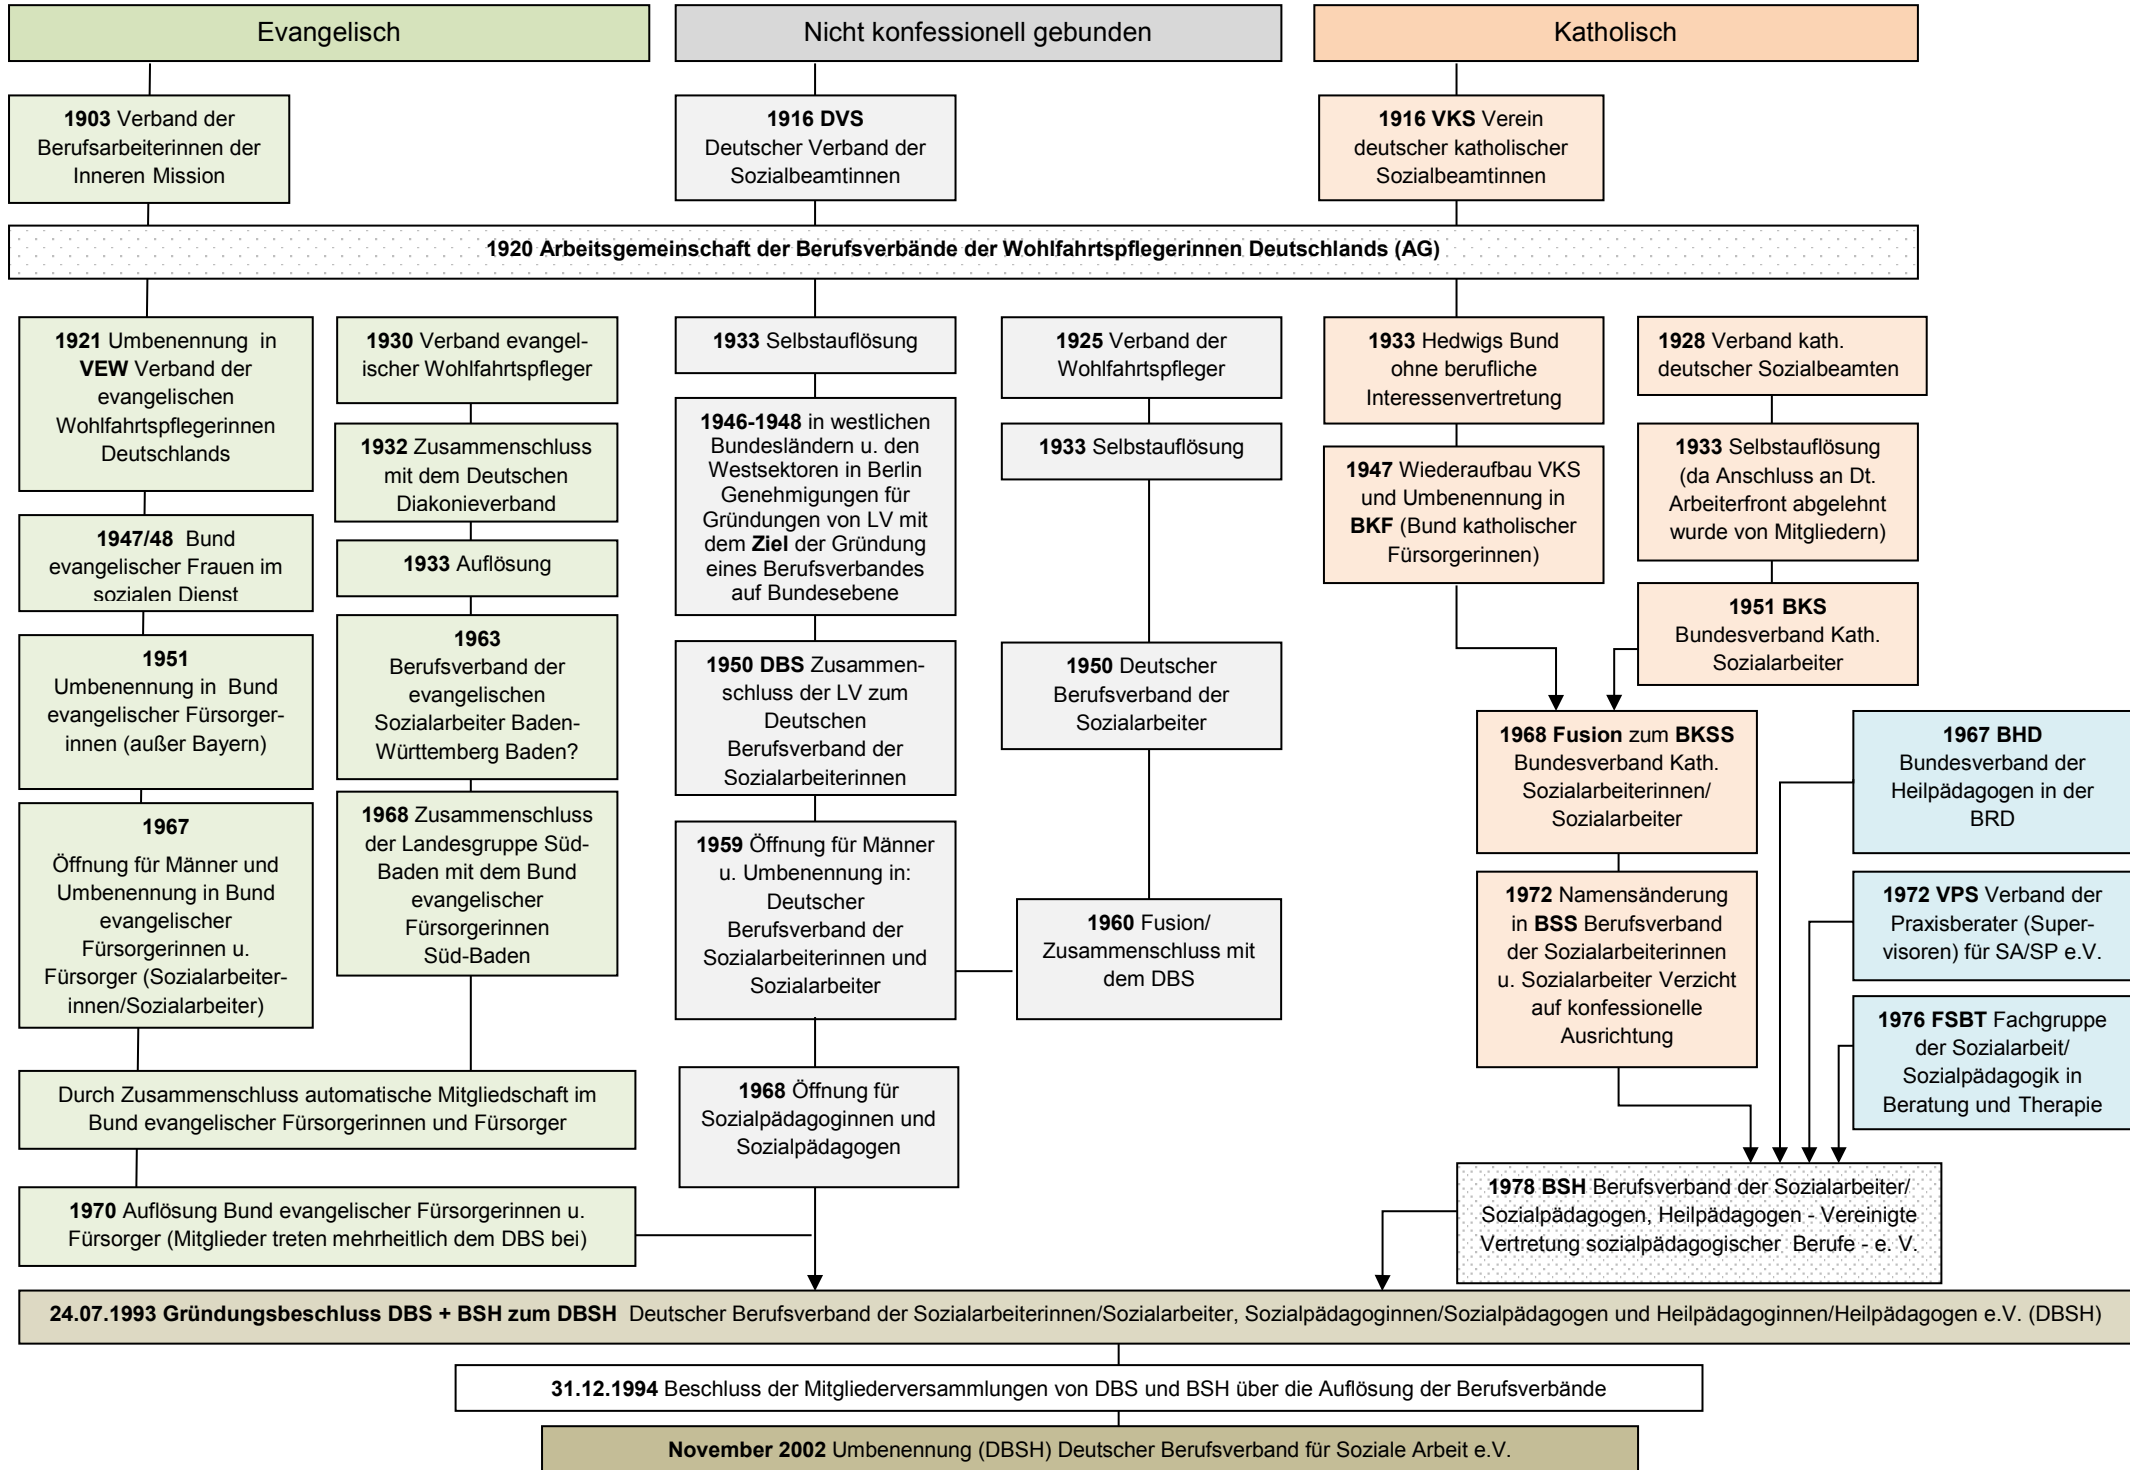 Evangelisch
Nicht konfessionell gebunden
Katholisch
1903 Verband der
Berufsarbeiterinnen der
Inneren Mission
1916 DVS
Deutscher Verband der
Sozialbeamtinnen
1916 VKS Verein
deutscher katholischer
Sozialbeamtinnen
1920 Arbeitsgemeinschaft der Berufsverbände der Wohlfahrtspflegerinnen Deutschlands (AG)
1921 Umbenennung in
VEW Verband der
evangelischen
Wohlfahrtspflegerinnen
Deutschlands
1947/48 Bund
evangelischer Frauen im
sozialen Dienst
1951
Umbenennung in Bund
evangelischer Fürsorger-
innen (außer Bayern)
1967
Öffnung für Männer und
Umbenennung in Bund
evangelischer
Fürsorgerinnen u.
Fürsorger (Sozialarbeiter-
innen/Sozialarbeiter)
1930 Verband evangel-
ischer Wohlfahrtspfleger
1932 Zusammenschluss
mit dem Deutschen
Diakonieverband
1933 Auflösung
1963
Berufsverband der
evangelischen
Sozialarbeiter Baden-
Württemberg Baden?
1968 Zusammenschluss
der Landesgruppe Süd-
Baden mit dem Bund
evangelischer
Fürsorgerinnen
Süd-Baden
Durch Zusammenschluss automatische Mitgliedschaft im
Bund evangelischer Fürsorgerinnen und Fürsorger
1970 Auflösung Bund evangelischer Fürsorgerinnen u.
Fürsorger (Mitglieder treten mehrheitlich dem DBS bei)
1933 Selbstauflösung
1946-1948 in westlichen
Bundesländern u. den
Westsektoren in Berlin
Genehmigungen für
Gründungen von LV mit
dem Ziel der Gründung
eines Berufsverbandes
auf Bundesebene
1950 DBS Zusammen-
schluss der LV zum
Deutschen
Berufsverband der
Sozialarbeiterinnen
1959 Öffnung für Männer
u. Umbenennung in:
Deutscher
Berufsverband der
Sozialarbeiterinnen und
Sozialarbeiter
1968 Öffnung für
Sozialpädagoginnen und
Sozialpädagogen
1925 Verband der
Wohlfahrtspfleger
1933 Selbstauflösung
1950 Deutscher
Berufsverband der
Sozialarbeiter
1960 Fusion/
Zusammenschluss mit
dem DBS
1933 Hedwigs Bund
ohne berufliche
Interessenvertretung
1947 Wiederaufbau VKS
und Umbenennung in
BKF (Bund katholischer
Fürsorgerinnen)
1928 Verband kath.
deutscher Sozialbeamten
1933 Selbstauflösung
(da Anschluss an Dt.
Arbeiterfront abgelehnt
wurde von Mitgliedern)
1951 BKS
Bundesverband Kath.
Sozialarbeiter
1968 Fusion zum BKSS
Bundesverband Kath.
Sozialarbeiterinnen/
Sozialarbeiter
1972 Namensänderung
in BSS Berufsverband
der Sozialarbeiterinnen
u. Sozialarbeiter Verzicht
auf konfessionelle
Ausrichtung
1967 BHD
Bundesverband der
Heilpädagogen in der
BRD
1972 VPS Verband der
Praxisberater (Super-
visoren) für SA/SP e.V.
1976 FSBT Fachgruppe
der Sozialarbeit/
Sozialpädagogik in
Beratung und Therapie
1978 BSH Berufsverband der Sozialarbeiter/
Sozialpädagogen, Heilpädagogen - Vereinigte
Vertretung sozialpädagogischer Berufe - e. V.
24.07.1993 Gründungsbeschluss DBS + BSH zum DBSH Deutscher Berufsverband der Sozialarbeiterinnen/Sozialarbeiter, Sozialpädagoginnen/Sozialpädagogen und Heilpädagoginnen/Heilpädagogen e.V. (DBSH)
31.12.1994 Beschluss der Mitgliederversammlungen von DBS und BSH über die Auflösung der Berufsverbände
November 2002 Umbenennung (DBSH) Deutscher Berufsverband für Soziale Arbeit e.V.